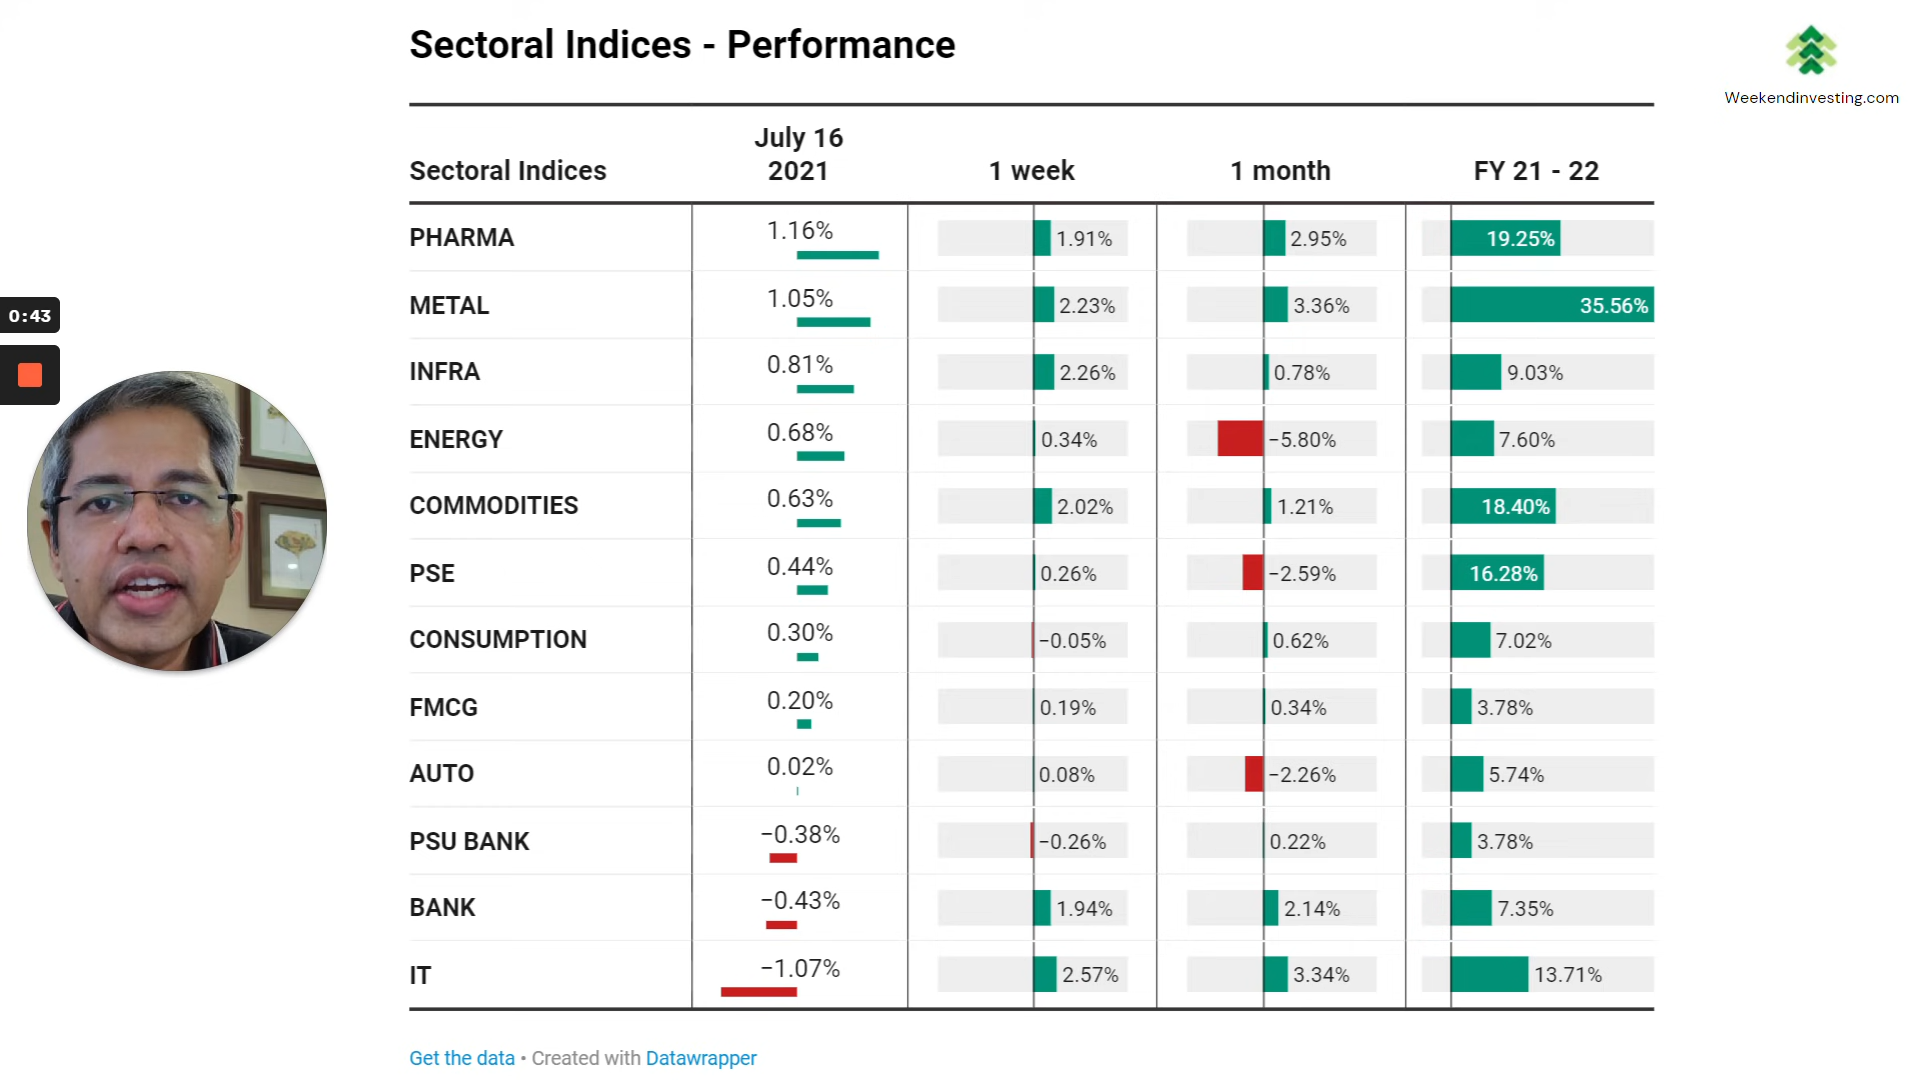 Sectoral Indices - Performance
Weekendinvesting.com
July 16
Sectoral Indices 2021 1 week 1 month FY 21 - 22
PHARMA 1.16% 1.91% 2.95% 19.25%
METAL 1.05% 2.23% 3.36% 35.56%
0:43
INFRA 0.81% 2.26% 0.78% 9.03%
ENERGY 0.68% 0.34% −5.80% 7.60%
COMMODITIES 0.63% 2.02% 1.21% 18.40%
PSE 0.44% 0.26% −2.59% 16.28%
CONSUMPTION 0.30% −0.05% 0.62% 7.02%
FMCG 0.20% 0.19% 0.34% 3.78%
AUTO 0.02% 0.08% −2.26% 5.74%
PSU BANK −0.38% −0.26% 0.22% 3.78%
BANK −0.43% 1.94% 2.14% 7.35%
IT −1.07% 2.57% 3.34% 13.71%
Get the data • Created with Datawrapper